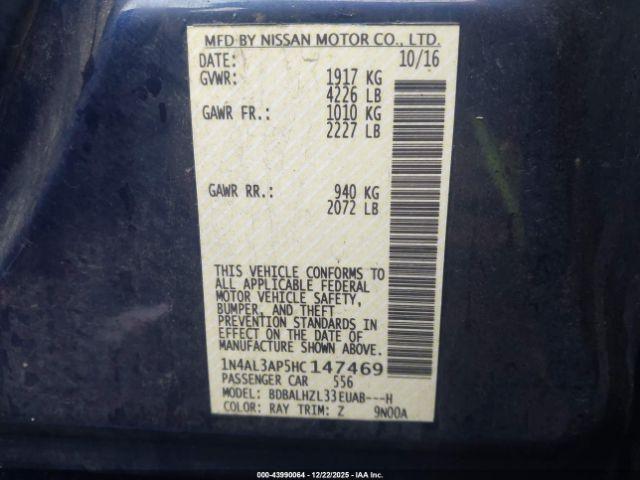 MFD BY NISSAN MOTOR CO., LTD.
DATE: 10/16
GVWR: 1917 KG
4226 LB
GAWR FR.: 1010 KG
2227 LB
GAWR RR.: 940 KG
2072 LB
THIS VEHICLE CONFORMS TO
ALL APPLICABLE FEDERAL
MOTOR VEHICLE SAFETY,
BUMPER, AND THEFT
PREVENTION STANDARDS IN
EFFECT ON THE DATE OF
MANUFACTURE SHOWN ABOVE.
1N4AL3AP5HC147469
PASSENGER CAR 556
MODEL: BDBALHZL33EUAB---H
COLOR: RAY TRIM: Z 9N00A
000-43990064 * 12/22/2025 * IAAI.COM